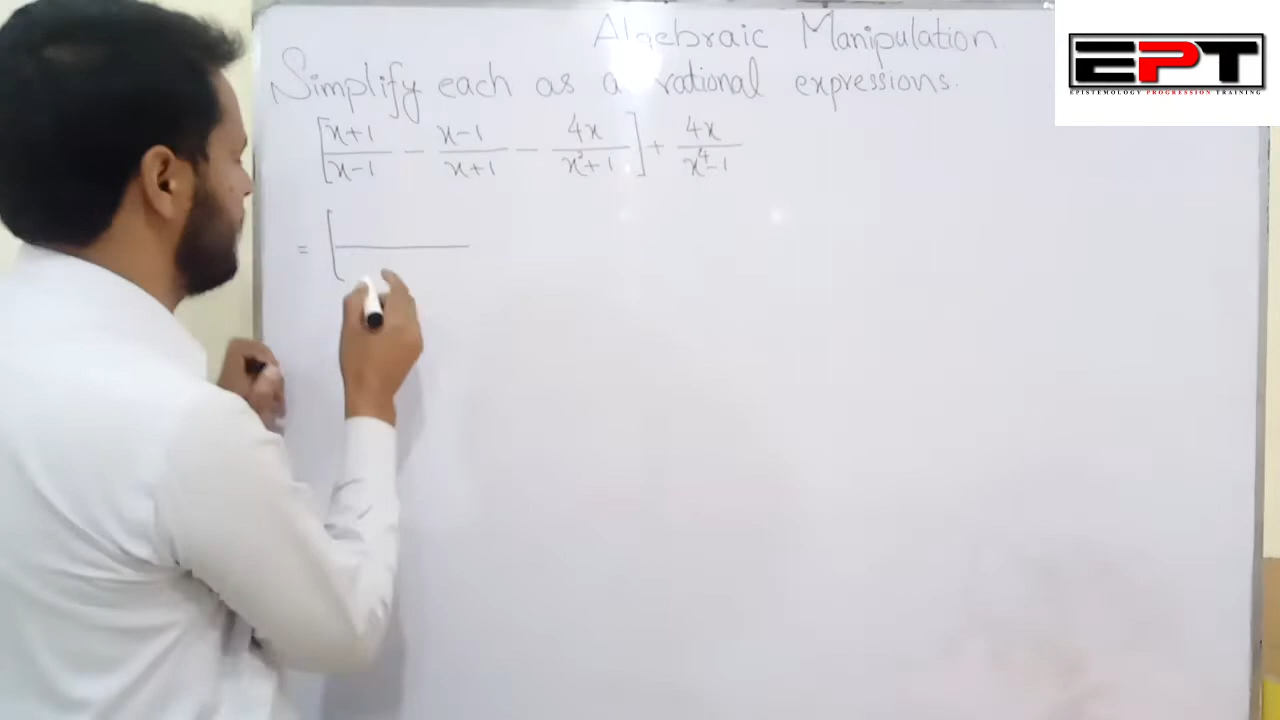 Algebraic Manipulation
EPT
EPISTEMOLOGY PROGRESSION TRAINING
Simplify each as a rational expressions.
[x+1/x-1 - x-1/x+1 - 4x/x²+1] + 4x/x⁴-1
= [